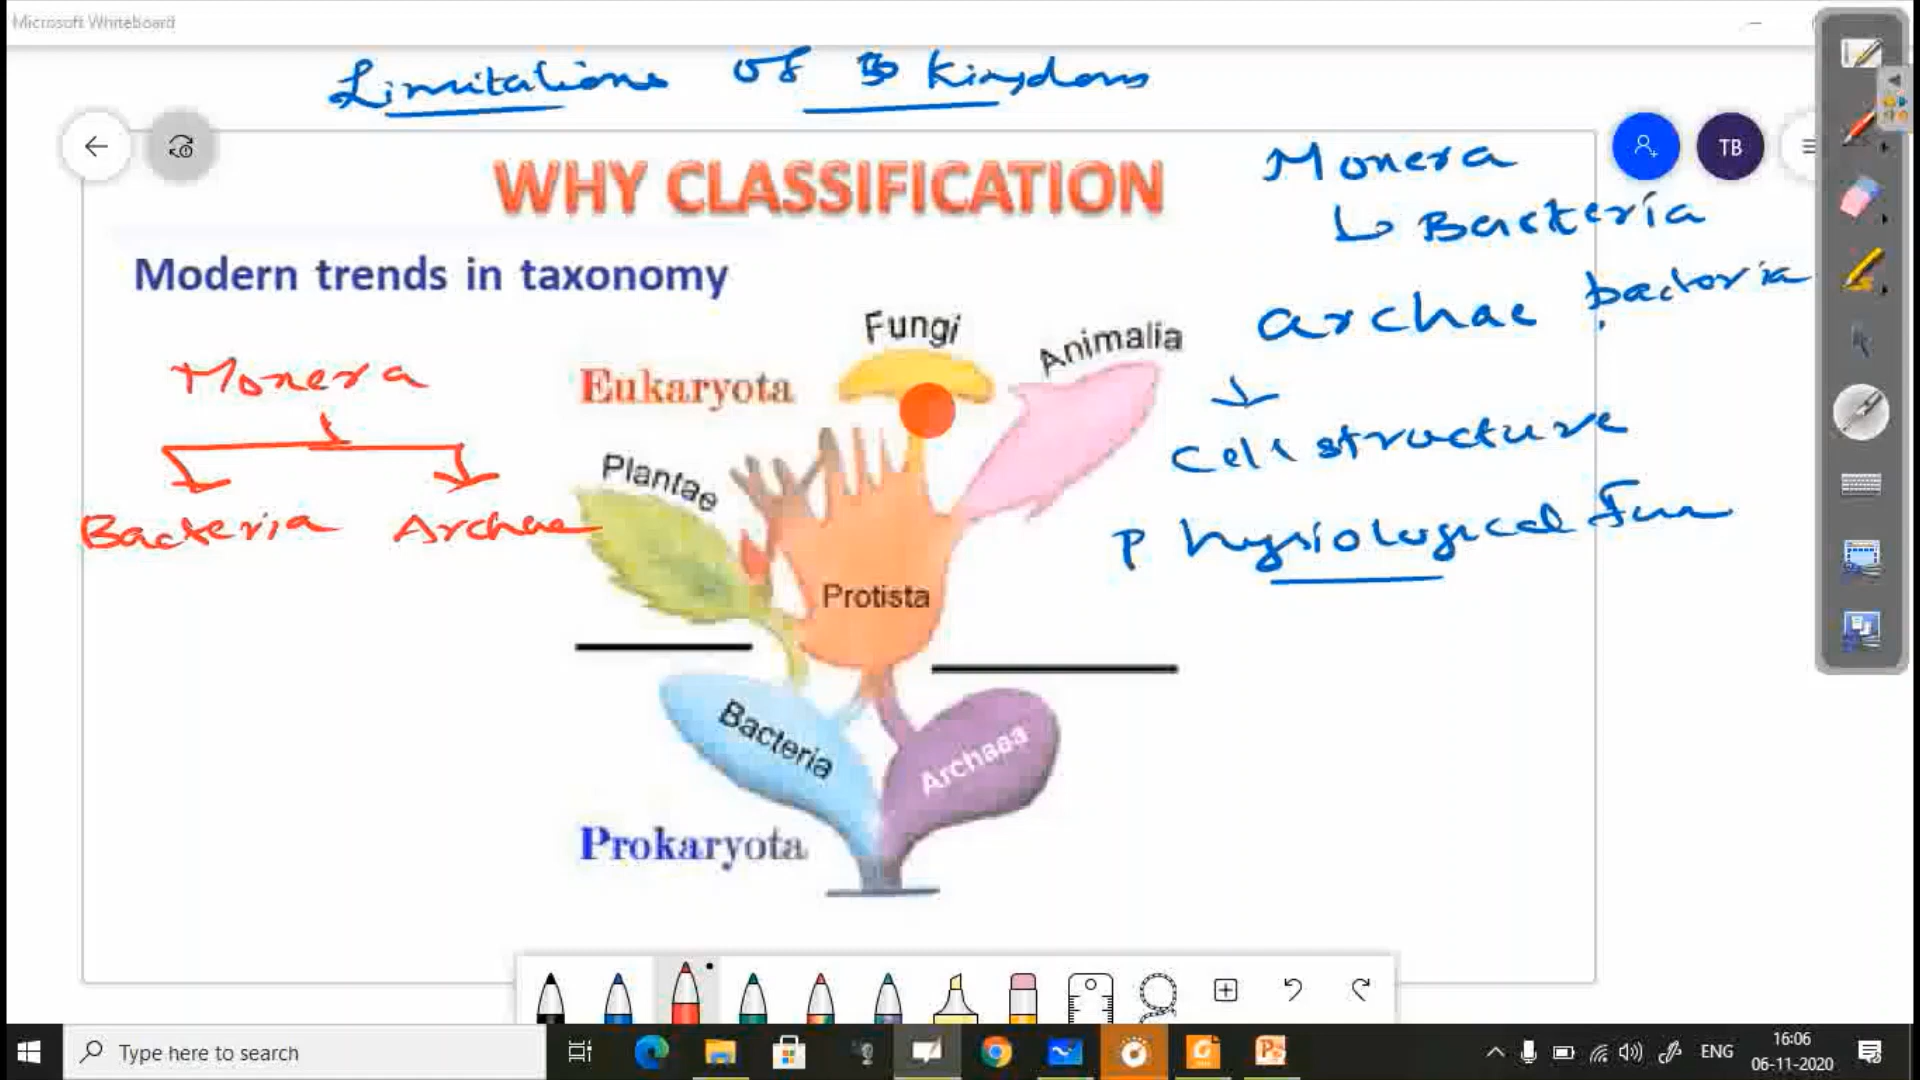 Microsoft Whiteboard
Limitations of 5 Kingdom
TB
WHY CLASSIFICATION
Modern trends in taxonomy
Monera
Bacteria
archae bacteria
Cell structure
Physiological Fun
Monera
Bacteria Archae
Eukaryota
Fungi
Animalia
Plantae
Protista
Bacteria
Archaea
Prokaryota
Type here to search
ENG
16:06
06-11-2020